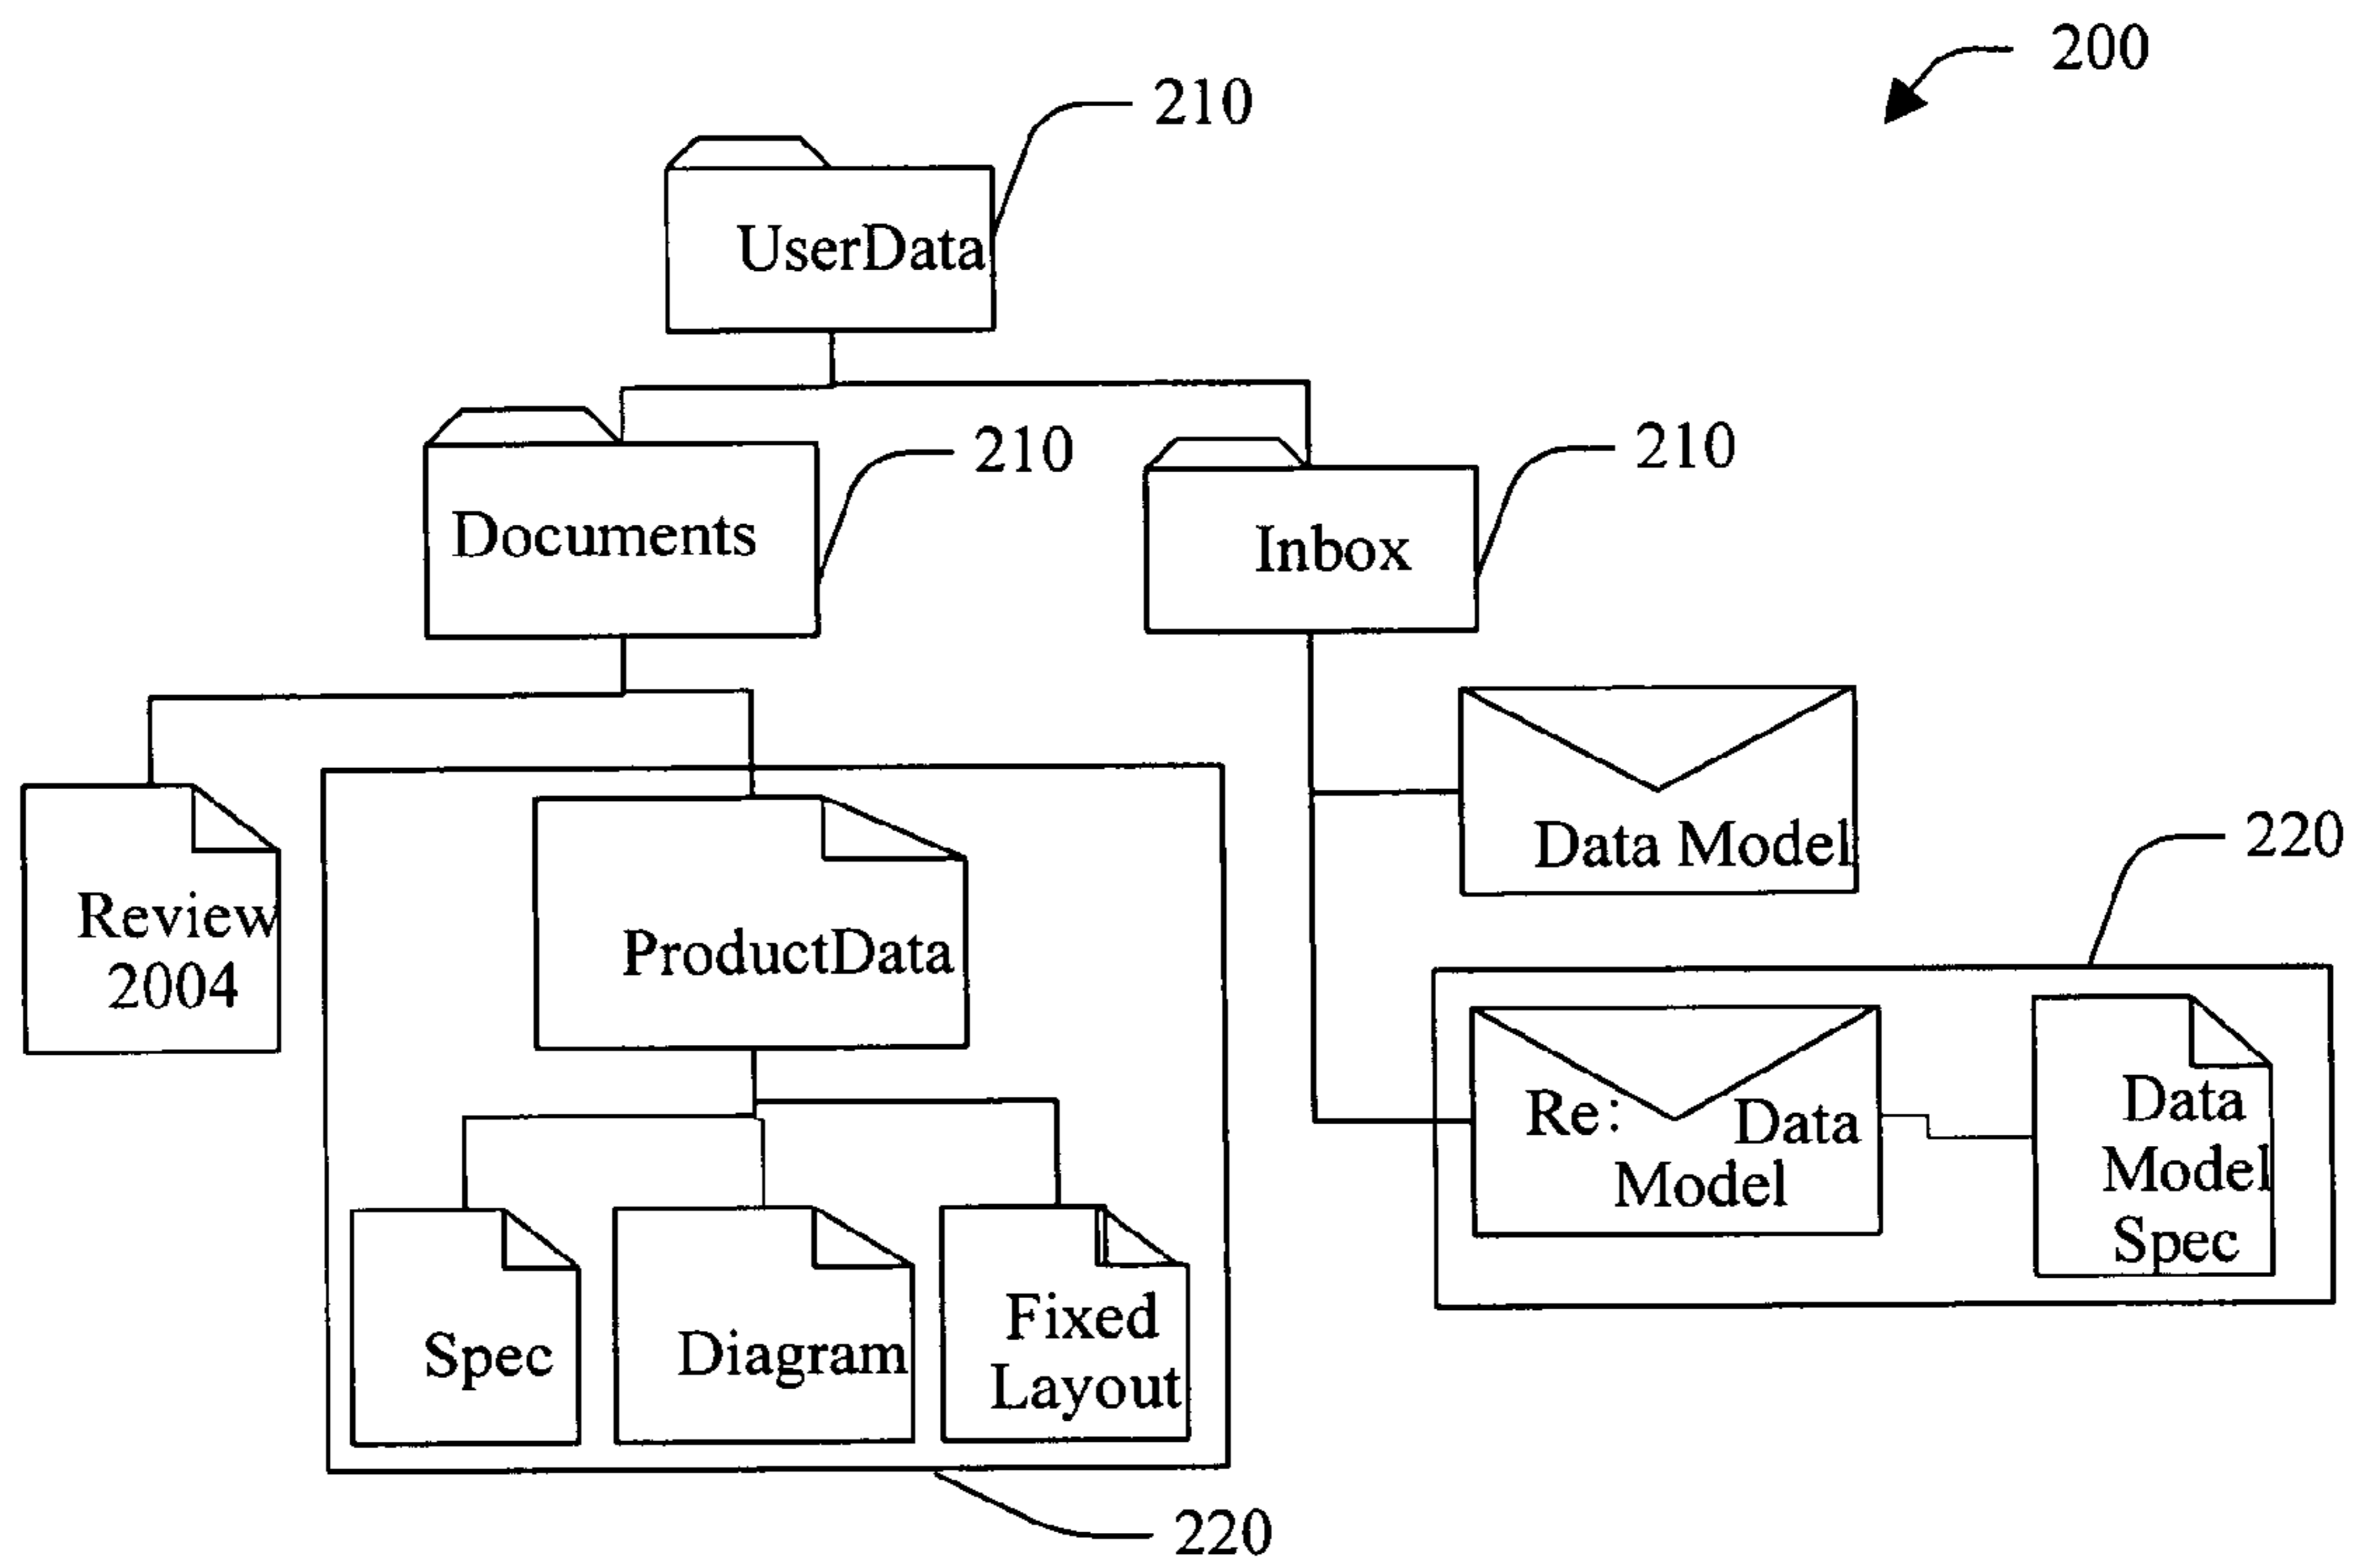 200
210
UserData
210
210
Documents
Inbox
Data Model
220
Review
2004
ProductData
Re: Data
Model
Data
Model
Spec
Spec
Diagram
Fixed
Layout
220